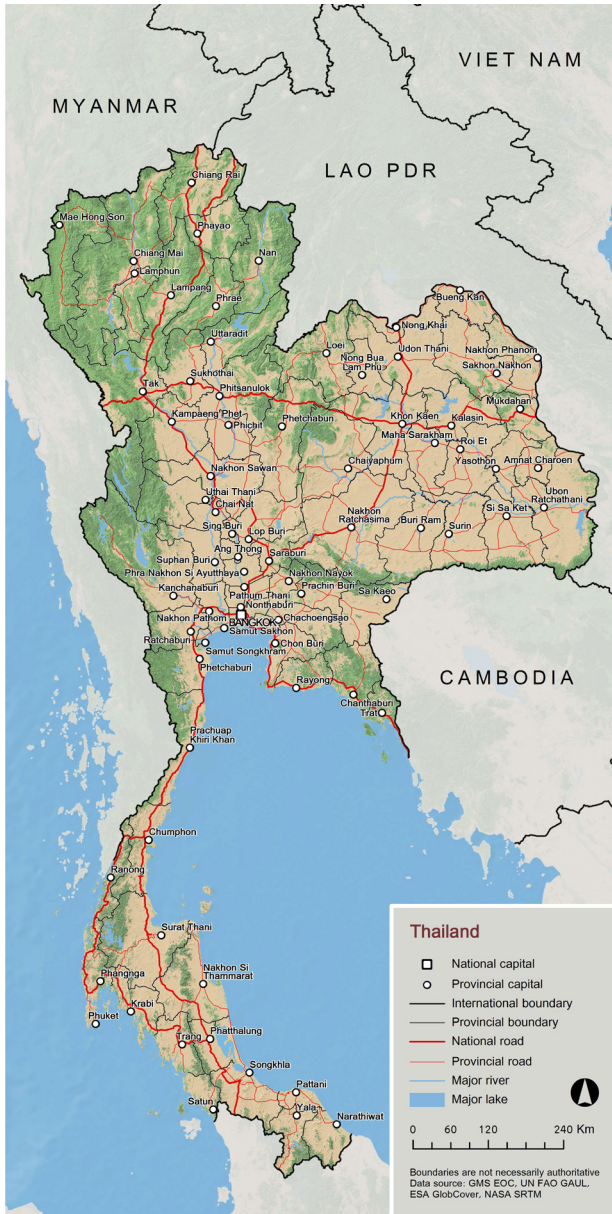 VIET NAM
MYANMAR
LAO PDR
Chiang Rai
Mae Hong Son
Phayao
Chiang Mai
Nan
Lamphun
Lampang
Phrae
Bueng Kan
Nong Khai
Uttaradit
Loei
Udon Thani
Nong Bua
Lam Phu
Nakhon Phanom
Sakhon Nakhon
Sukhothai
Tak
Phitsanulok
Mukdahan
Kampaeng Phet
Phichit
Phetchabun
Khon Kaen
Kalasin
Maha Sarakham
Roi Et
Nakhon Sawan
Chaiyaphum
Yasothon
Amnat Charoen
Uthai Thani
Chai Nat
Ubon
Ratchathani
Nakhon
Ratchasima
Buri Ram
Surin
Si Sa Ket
Sing Buri
Lop Buri
Ang Thong
Saraburi
Suphan Buri
Phra Nakhon Si Ayutthaya
Nakhon Nayok
Prachin Buri
Kanchanaburi
Pathum Thani
Sa Kaeo
Nonthaburi
Nakhon Pathom
BANGKOK
Chachoengsao
Samut Sakhon
Ratchaburi
Chon Buri
Samut Songkhram
Phetchaburi
CAMBODIA
Rayong
Chanthaburi
Trat
Prachuap
Khiri Khan
Chumphon
Ranong
Surat Thani
Phangnga
Nakhon Si
Thammarat
Krabi
Phuket
Phatthalung
Trang
Songkhla
Pattani
Satun
Yala
Narathiwat
Thailand
National capital
Provincial capital
International boundary
Provincial boundary
National road
Provincial road
Major river
Major lake
0 60 120 240 Km
Boundaries are not necessarily authoritative
Data source: GMS EOC, UN FAO GAUL,
ESA GlobCover, NASA SRTM